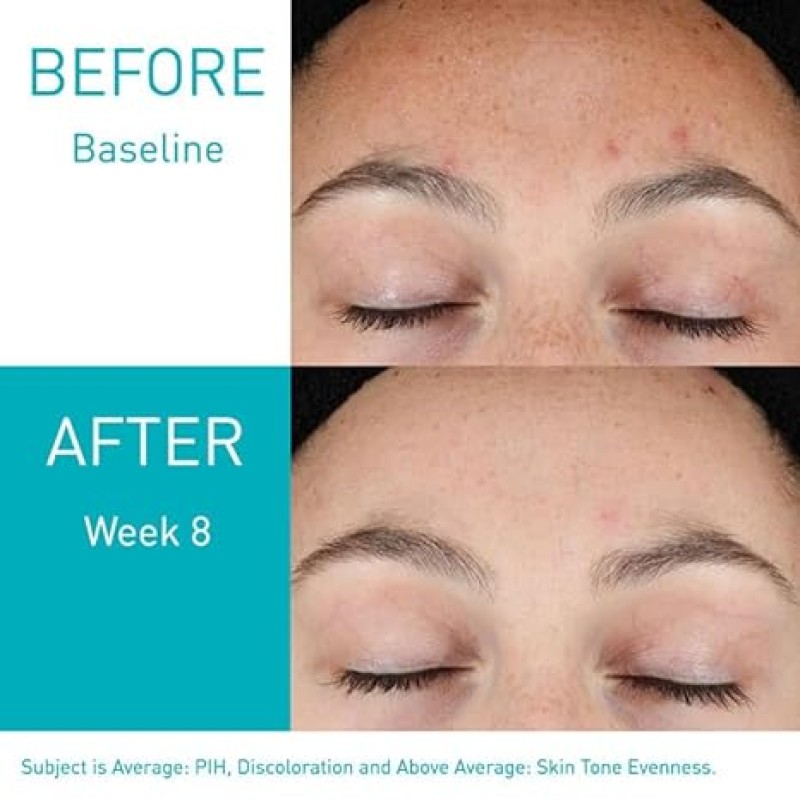 BEFORE
Baseline
AFTER
Week 8
Subject is Average: PIH, Discoloration and Above Average: Skin Tone Evenness.